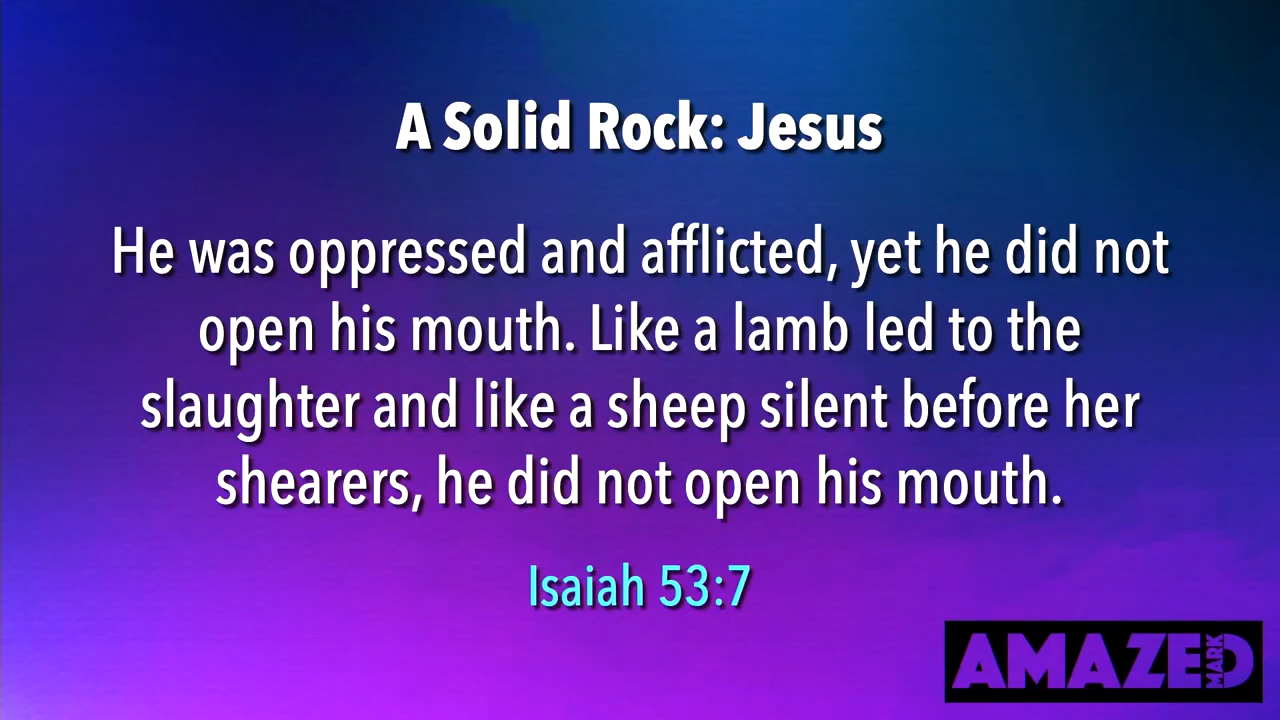 A Solid Rock: Jesus
He was oppressed and afflicted, yet he did not
open his mouth. Like a lamb led to the
slaughter and like a sheep silent before her
shearers, he did not open his mouth.
Isaiah 53:7
AMAZED
MARK